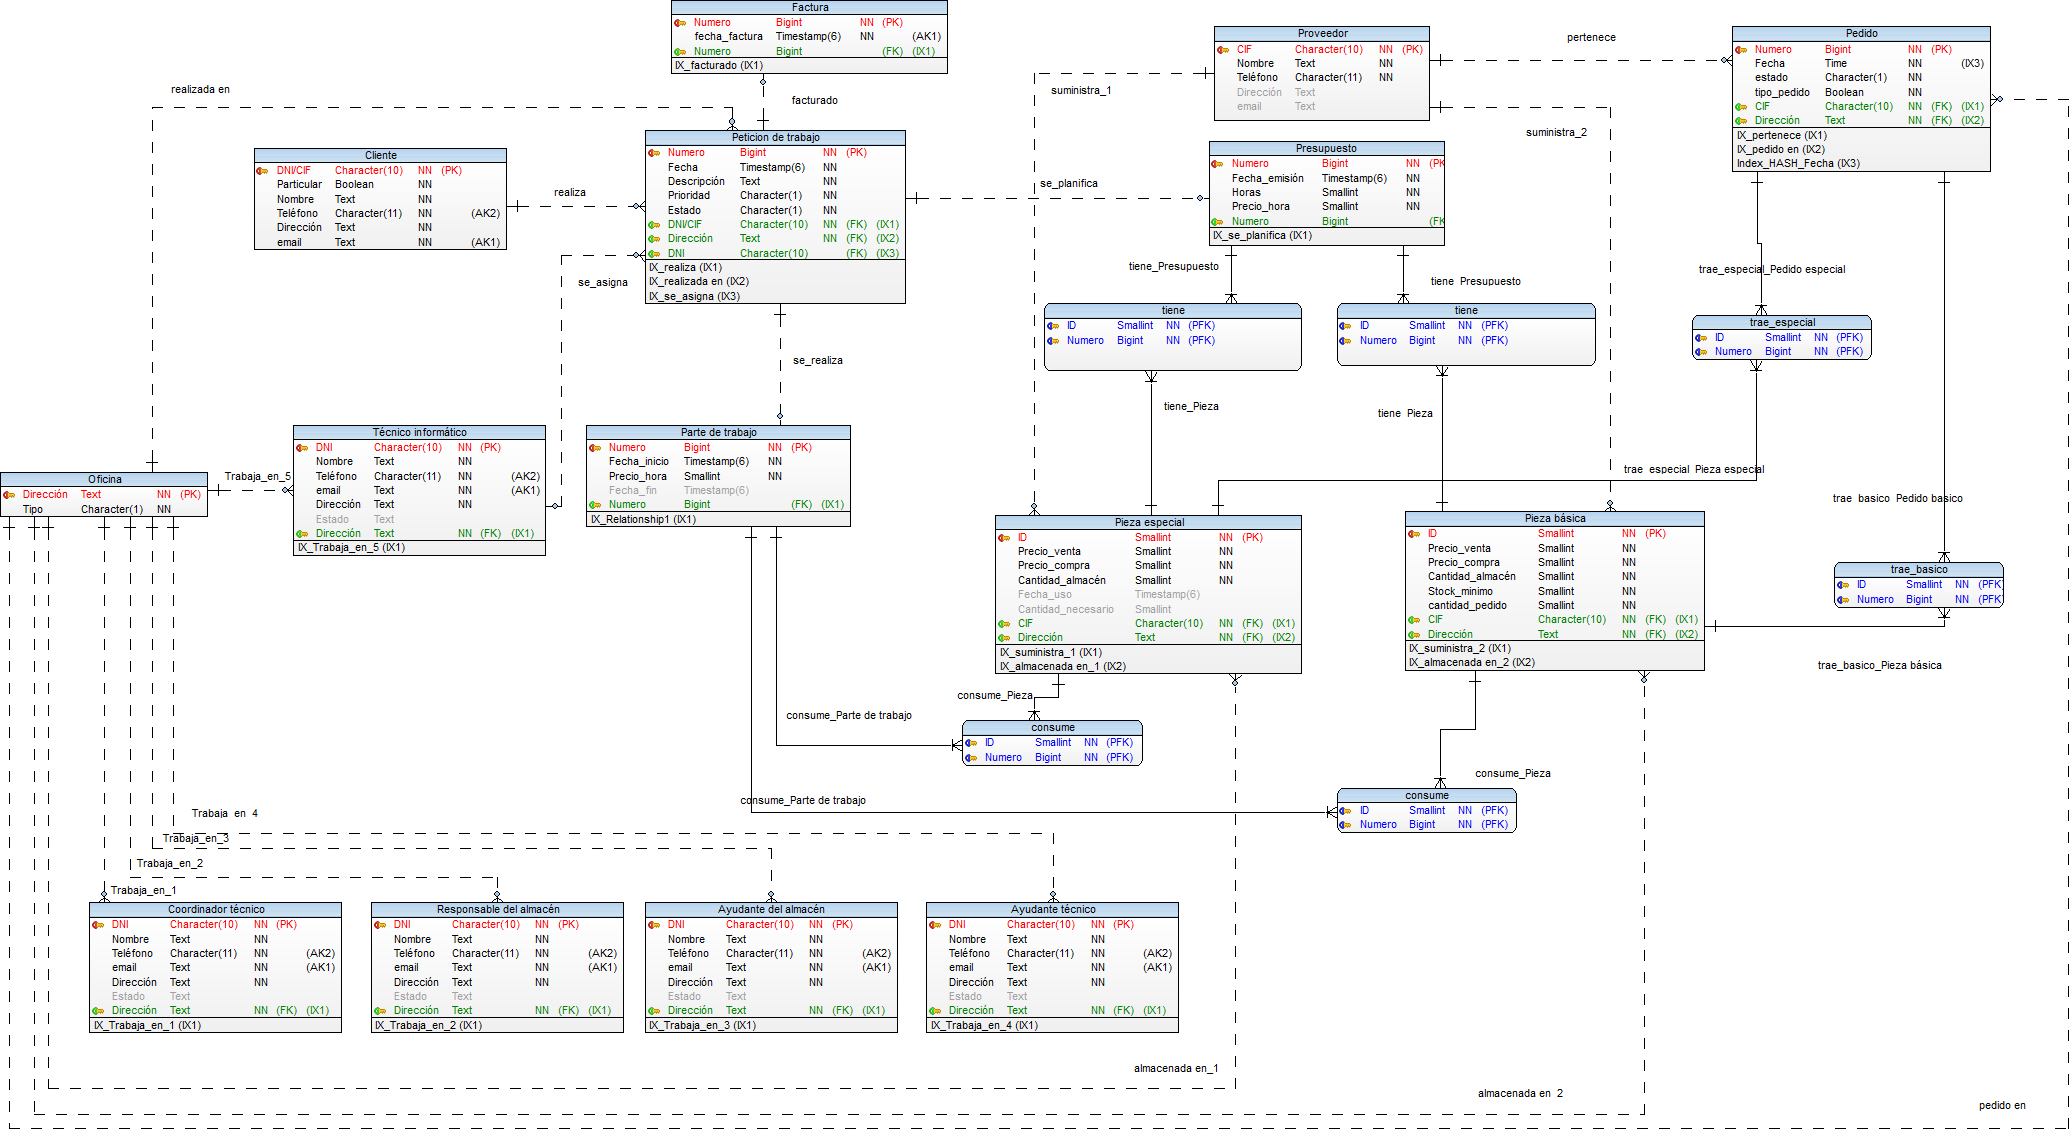 Factura
Numero Bigint NN (PK)
fecha_factura Timestamp(6) NN (AK1)
Numero Bigint (FK) (IX1)
IX_facturado (IX1)
realizada en
facturado
Proveedor
CIF Character(10) NN (PK)
Nombre Text NN
Teléfono Character(11) NN
Dirección Text
email Text
pertenece
suministra_1
suministra_2
Pedido
Numero Bigint NN (PK)
Fecha Time NN (IX3)
estado Character(1) NN
tipo_pedido Boolean NN
CIF Character(10) NN (FK) (IX1)
Dirección Text NN (FK) (IX2)
IX_pertenece (IX1)
IX_pedido en (IX2)
Index_HASH_Fecha (IX3)
Cliente
DNI/CIF Character(10) NN (PK)
Particular Boolean NN
Nombre Text NN
Teléfono Character(11) NN (AK2)
Dirección Text NN
email Text NN (AK1)
realiza
Peticion de trabajo
Numero Bigint NN (PK)
Fecha Timestamp(6) NN
Descripción Text NN
Prioridad Character(1) NN
Estado Character(1) NN
DNI/CIF Character(10) NN (FK) (IX1)
Dirección Text NN (FK) (IX2)
DNI Character(10) (FK) (IX3)
IX_realiza (IX1)
IX_realizada en (IX2)
IX_se_asigna (IX3)
se_asigna
se_planifica
Presupuesto
Numero Bigint NN (PK
Fecha_emisión Timestamp(6) NN
Horas Smallint NN
Precio_hora Smallint NN
Numero Bigint (FK
IX_se_planifica (IX1)
tiene_Presupuesto
tiene Presupuesto
trae_especial_Pedido especial
tiene
ID Smallint NN (PFK)
Numero Bigint NN (PFK)
tiene
ID Smallint NN (PFK)
Numero Bigint NN (PFK)
trae_especial
ID Smallint NN (PFK)
Numero Bigint NN (PFK)
se_realiza
tiene_Pieza
tiene Pieza
Técnico informático
DNI Character(10) NN (PK)
Nombre Text NN
Teléfono Character(11) NN (AK2)
email Text NN (AK1)
Dirección Text NN
Estado Text
Dirección Text NN (FK) (IX1)
IX_Trabaja_en_5 (IX1)
Parte de trabajo
Numero Bigint NN (PK)
Fecha_inicio Timestamp(6) NN
Precio_hora Smallint NN
Fecha_fin Timestamp(6)
Numero Bigint (FK) (IX1)
IX_Relationship1 (IX1)
Oficina
Dirección Text NN (PK)
Tipo Character(1) NN
Trabaja_en_5
trae especial Pieza especial
trae basico Pedido basico
Pieza especial
ID Smallint NN (PK)
Precio_venta Smallint NN
Precio_compra Smallint NN
Cantidad_almacén Smallint NN
Fecha_uso Timestamp(6)
Cantidad_necesario Smallint
CIF Character(10) NN (FK) (IX1)
Dirección Text NN (FK) (IX2)
IX_suministra_1 (IX1)
IX_almacenada en_1 (IX2)
Pieza básica
ID Smallint NN (PK)
Precio_venta Smallint NN
Precio_compra Smallint NN
Cantidad_almacén Smallint NN
Stock_minimo Smallint NN
cantidad_pedido Smallint NN
CIF Character(10) NN (FK) (IX1)
Dirección Text NN (FK) (IX2)
IX_suministra_2 (IX1)
IX_almacenada en_2 (IX2)
trae_basico
ID Smallint NN (PFK
Numero Bigint NN (PFK
trae_basico_Pieza básica
consume_Pieza
consume_Parte de trabajo
consume
ID Smallint NN (PFK)
Numero Bigint NN (PFK)
consume_Pieza
consume_Parte de trabajo
consume
ID Smallint NN (PFK)
Numero Bigint NN (PFK)
Trabaja en 4
Trabaja_en_3
Trabaja_en_2
Trabaja_en_1
Coordinador técnico
DNI Character(10) NN (PK)
Nombre Text NN
Teléfono Character(11) NN (AK2)
email Text NN (AK1)
Dirección Text NN
Estado Text
Dirección Text NN (FK) (IX1)
IX_Trabaja_en_1 (IX1)
Responsable del almacén
DNI Character(10) NN (PK)
Nombre Text NN
Teléfono Character(11) NN (AK2)
email Text NN (AK1)
Dirección Text NN
Estado Text
Dirección Text NN (FK) (IX1)
IX_Trabaja_en_2 (IX1)
Ayudante del almacén
DNI Character(10) NN (PK)
Nombre Text NN
Teléfono Character(11) NN (AK2)
email Text NN (AK1)
Dirección Text NN
Estado Text
Dirección Text NN (FK) (IX1)
IX_Trabaja_en_3 (IX1)
Ayudante técnico
DNI Character(10) NN (PK)
Nombre Text NN
Teléfono Character(11) NN (AK2)
email Text NN (AK1)
Dirección Text NN
Estado Text
Dirección Text NN (FK) (IX1)
IX_Trabaja_en_4 (IX1)
almacenada en_1
almacenada en 2
pedido en